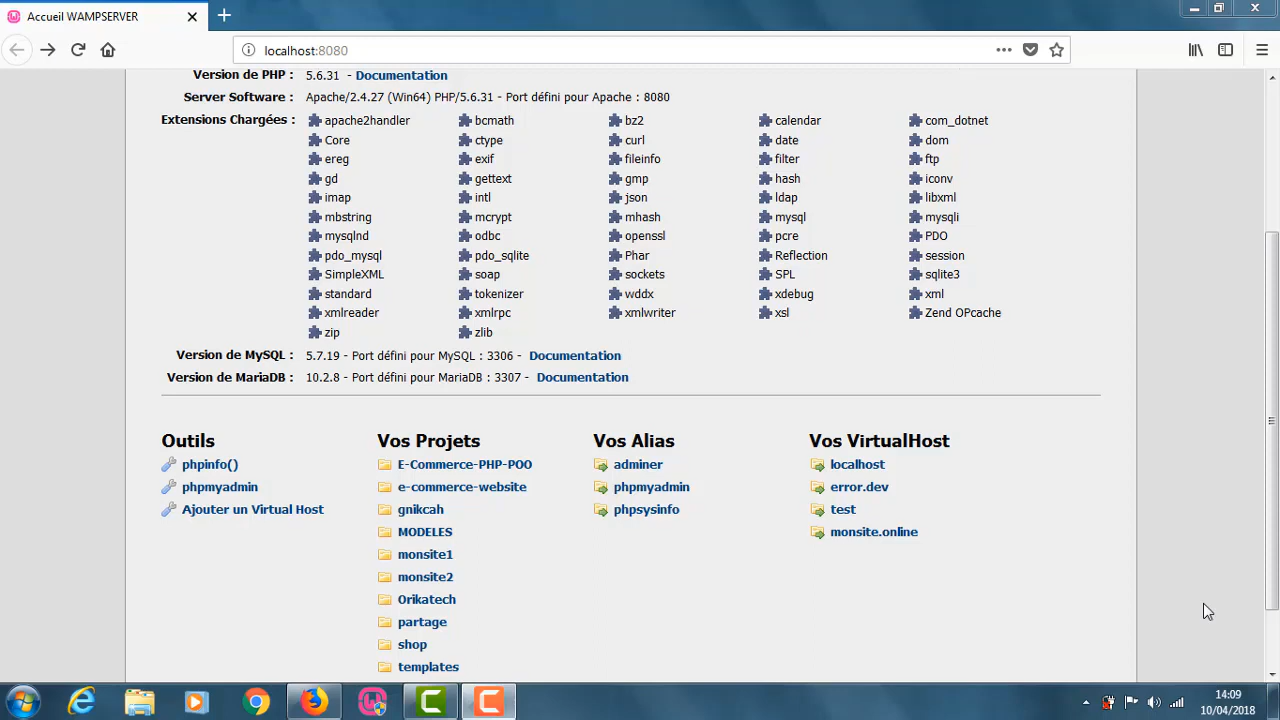 Accueil WAMPSERVER
localhost:8080
Version de PHP : 5.6.31 - Documentation
Server Software : Apache/2.4.27 (Win64) PHP/5.6.31 - Port défini pour Apache : 8080
Extensions Chargées : apache2handler bcmath bz2 calendar com_dotnet
Core ctype curl date dom
ereg exif fileinfo filter ftp
gd gettext gmp hash iconv
imap intl json ldap libxml
mbstring mcrypt mhash mysql mysqli
mysqlnd odbc openssl pcre PDO
pdo_mysql pdo_sqlite Phar Reflection session
SimpleXML soap sockets SPL sqlite3
standard tokenizer wddx xdebug xml
xmlreader xmlrpc xmlwriter xsl Zend OPcache
zip zlib
Version de MySQL : 5.7.19 - Port défini pour MySQL : 3306 - Documentation
Version de MariaDB : 10.2.8 - Port défini pour MariaDB : 3307 - Documentation
Outils
phpinfo()
phpmyadmin
Ajouter un Virtual Host
Vos Projets
E-Commerce-PHP-POO
e-commerce-website
gnikcah
MODELES
monsite1
monsite2
Orikatech
partage
shop
templates
Vos Alias
adminer
phpmyadmin
phpsysinfo
Vos VirtualHost
localhost
error.dev
test
monsite.online
14:09
10/04/2018